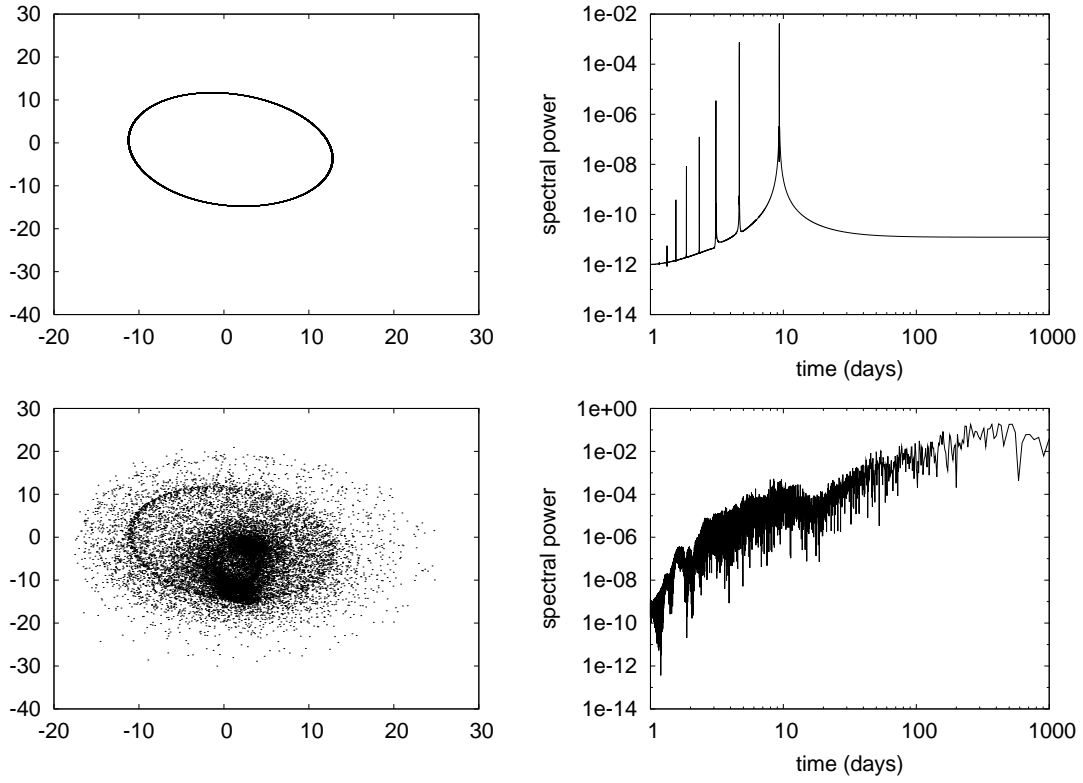 30
20
10
0
-10
-20
-30
-40
-20 -10 0 10 20 30
spectral power
1e-02
1e-04
1e-06
1e-08
1e-10
1e-12
1e-14
1 10 100 1000
time (days)
30
20
10
0
-10
-20
-30
-40
-20 -10 0 10 20 30
spectral power
1e+00
1e-02
1e-04
1e-06
1e-08
1e-10
1e-12
1e-14
1 10 100 1000
time (days)